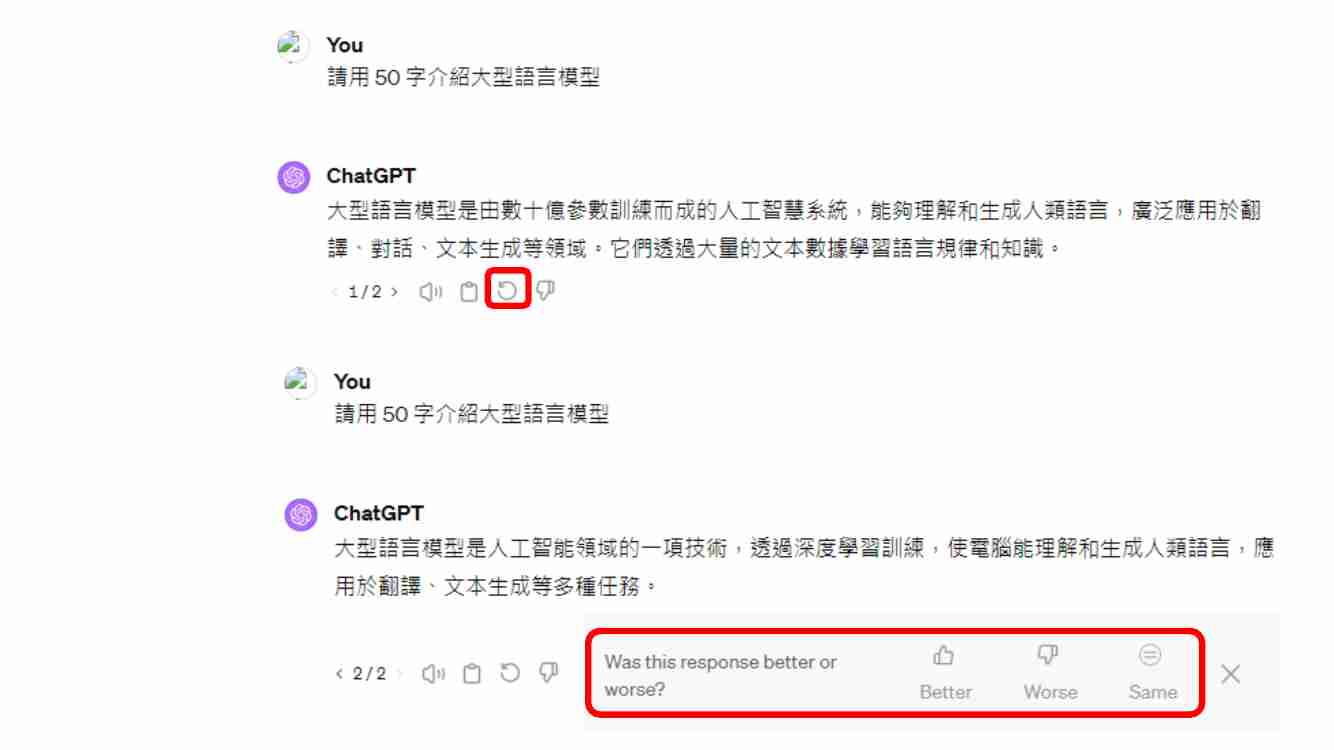 You
請用 50 字介紹大型語言模型
ChatGPT
大型語言模型是由數十億參數訓練而成的人工智慧系統，能夠理解和生成人類語言，廣泛應用於翻
譯、對話、文本生成等領域。它們透過大量的文本數據學習語言規律和知識。
< 1/2 >
You
請用 50 字介紹大型語言模型
ChatGPT
大型語言模型是人工智能領域的一項技術，透過深度學習訓練，使電腦能理解和生成人類語言，應
用於翻譯、文本生成等多種任務。
< 2/2 >
Was this response better or
worse?
Better
Worse
Same